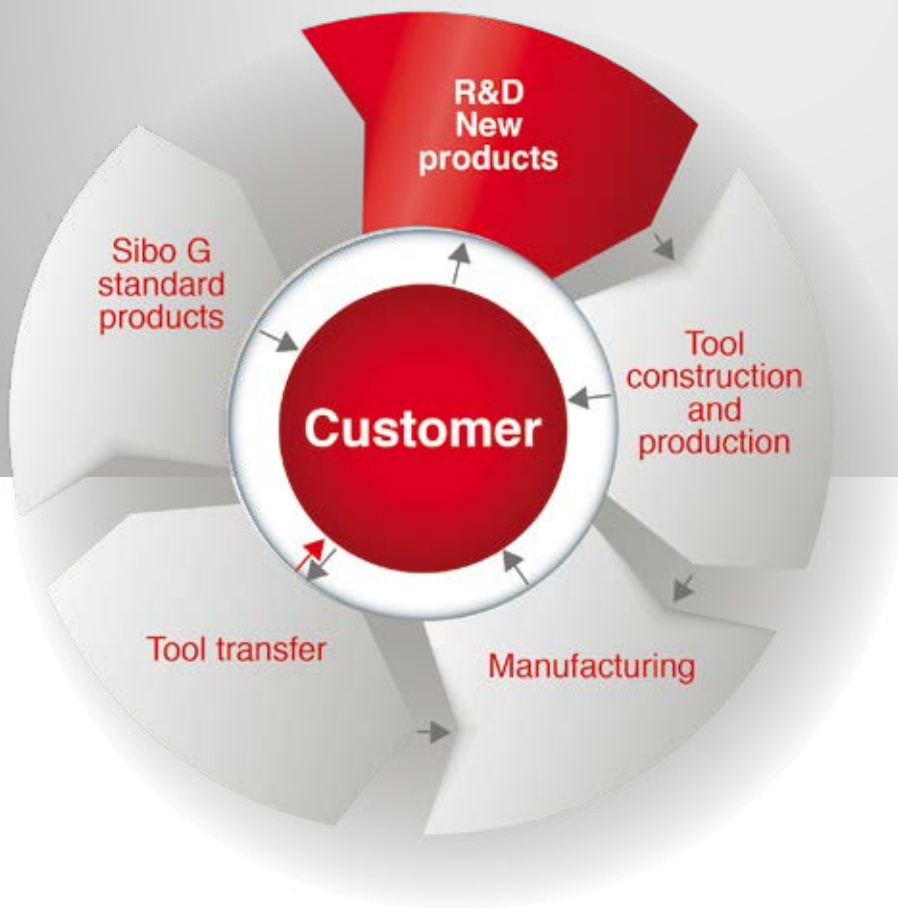 R&D
New
products
Sibo G
standard
products
Tool
construction
and
production
Customer
Tool transfer
Manufacturing